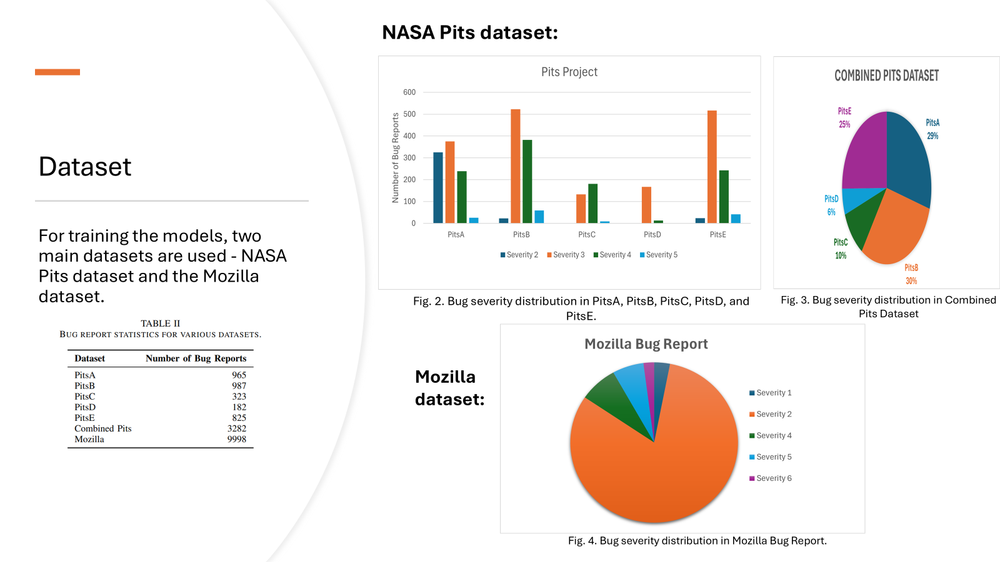 Dataset
For training the models, two
main datasets are used - NASA
Pits dataset and the Mozilla
dataset.
TABLE II
BUG REPORT STATISTICS FOR VARIOUS DATASETS.
Dataset Number of Bug Reports
PitsA 965
PitsB 987
PitsC 323
PitsD 182
PitsE 825
Combined Pits 3282
Mozilla 9998
NASA Pits dataset:
Pits Project
Number of Bug Reports
600
500
400
300
200
100
0
PitsA PitsB PitsC PitsD PitsE
Severity 2 Severity 3 Severity 4 Severity 5
Fig. 2. Bug severity distribution in PitsA, PitsB, PitsC, PitsD, and
PitsE.
COMBINED PITS DATASET
PitsE
25%
PitsA
29%
PitsD
6%
PitsC
10%
PitsB
30%
Fig. 3. Bug severity distribution in Combined
Pits Dataset
Mozilla
dataset:
Mozilla Bug Report
Severity 1
Severity 2
Severity 4
Severity 5
Severity 6
Fig. 4. Bug severity distribution in Mozilla Bug Report.